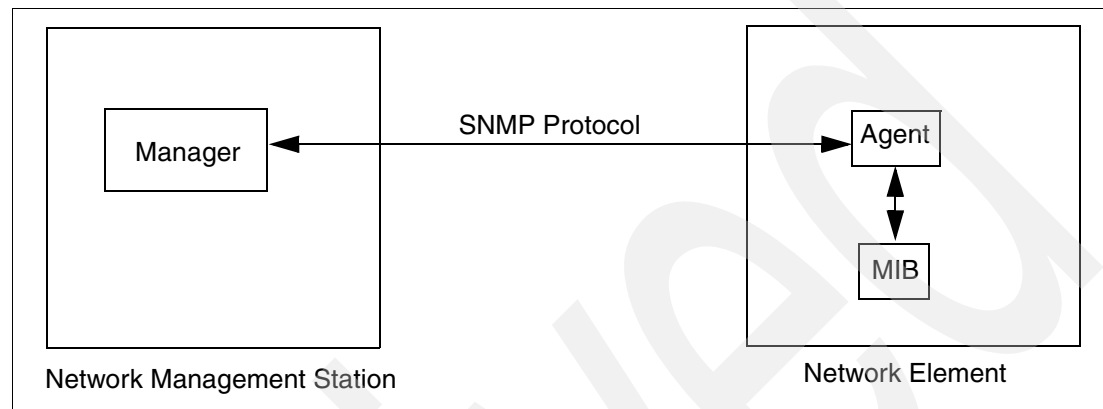 SNMP Protocol
Manager
Agent
MIB
Network Management Station
Network Element